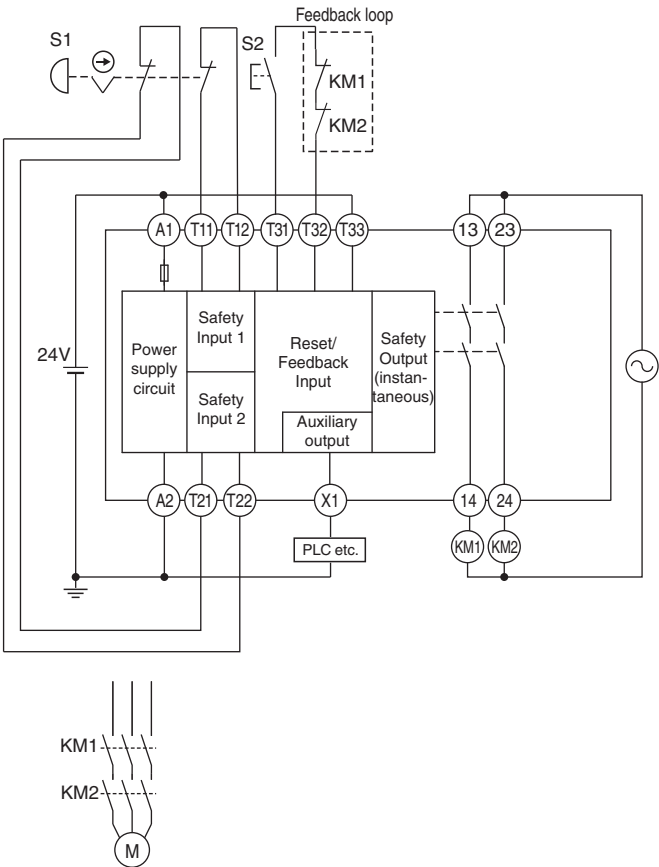 Feedback loop
S1
S2
KM1
KM2
A1
T11
T12
T31
T32
T33
13
23
24V
Power
supply
circuit
Safety
Input 1
Safety
Input 2
Reset/
Feedback
Input
Auxiliary
output
Safety
Output
(instan-
taneous)
A2
T21
T22
X1
14
24
PLC etc.
KM1
KM2
KM1
KM2
M